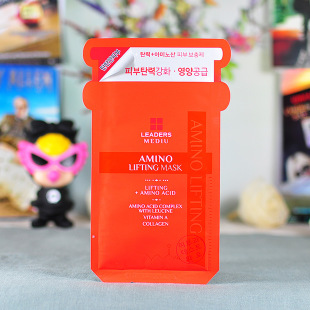 탄력+아미노산 피부 보충제
피부탄력강화 · 영양공급
LEADERS
MEDIU
AMINO
LIFTING MASK
LIFTING
+ AMINO ACID
AMINO ACID COMPLEX
WITH LEUCINE
VITAMIN A
COLLAGEN
AMINO LIFTING